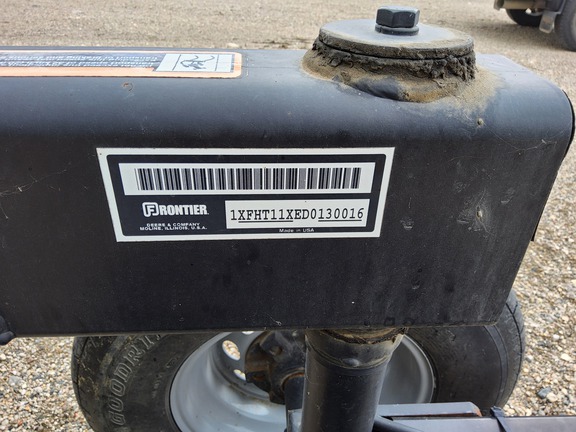 FRONTIER
1XFHT11XED0130016
DEERE & COMPANY
MOLINE, ILLINOIS, U.S.A.
Made in USA